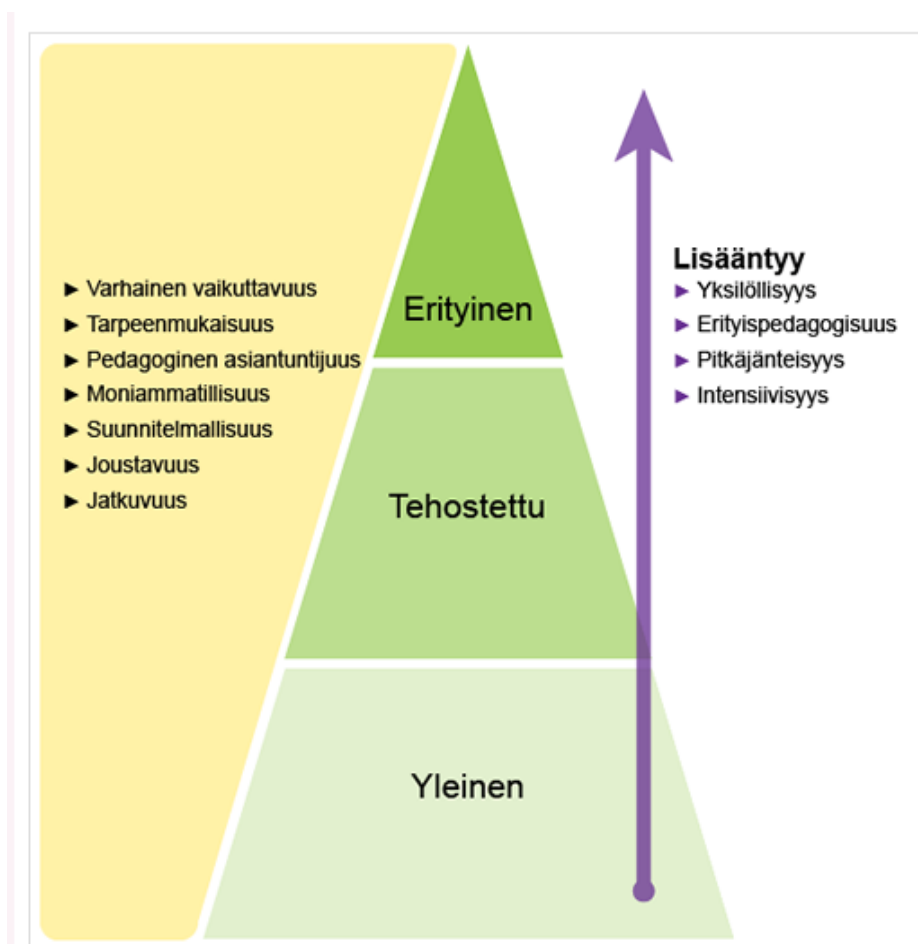 ► Varhainen vaikuttavuus
► Tarpeenmukaisuus
► Pedagoginen asiantuntijuus
► Moniammatillisuus
► Suunnitelmallisuus
► Joustavuus
► Jatkuvuus
Erityinen
Tehostettu
Yleinen
Lisääntyy
► Yksilöllisyys
► Erityispedagogisuus
► Pitkäjänteisyys
► Intensiivisyys